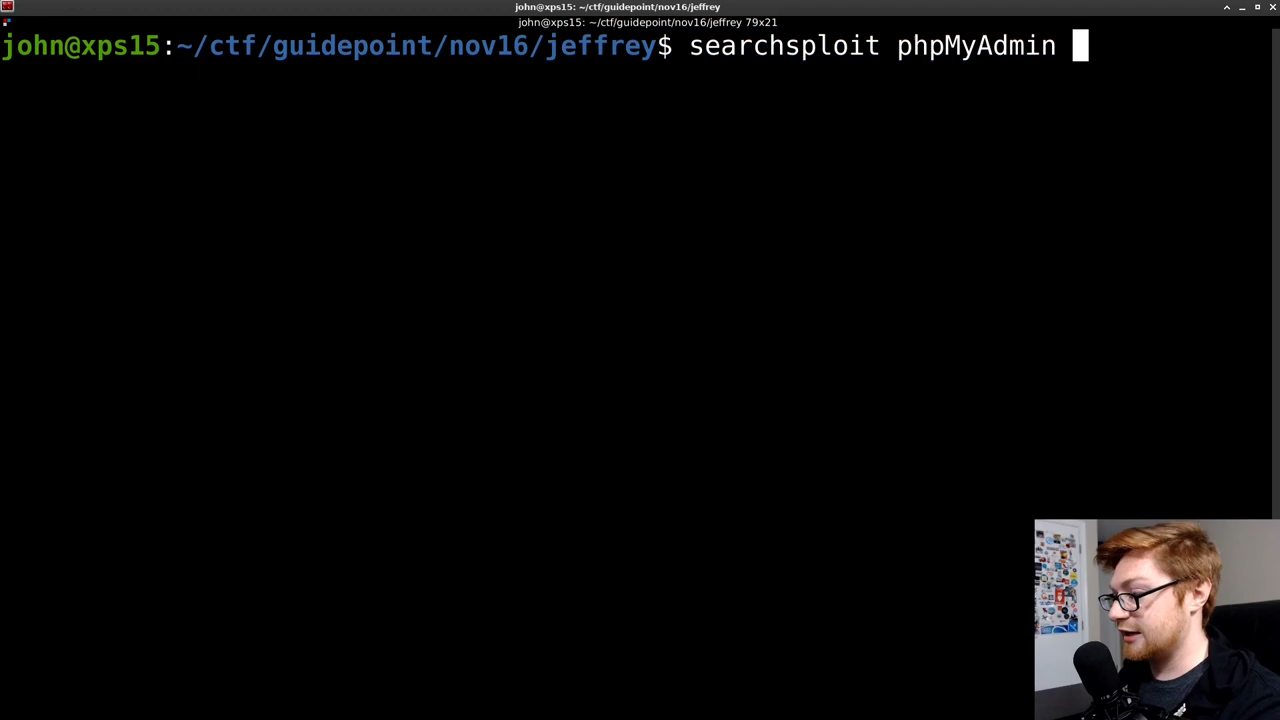 john@xps15: ~/ctf/guidepoint/nov16/jeffrey
john@xps15: ~/ctf/guidepoint/nov16/jeffrey 79x21
john@xps15:~/ctf/guidepoint/nov16/jeffrey$ searchsploit phpMyAdmin